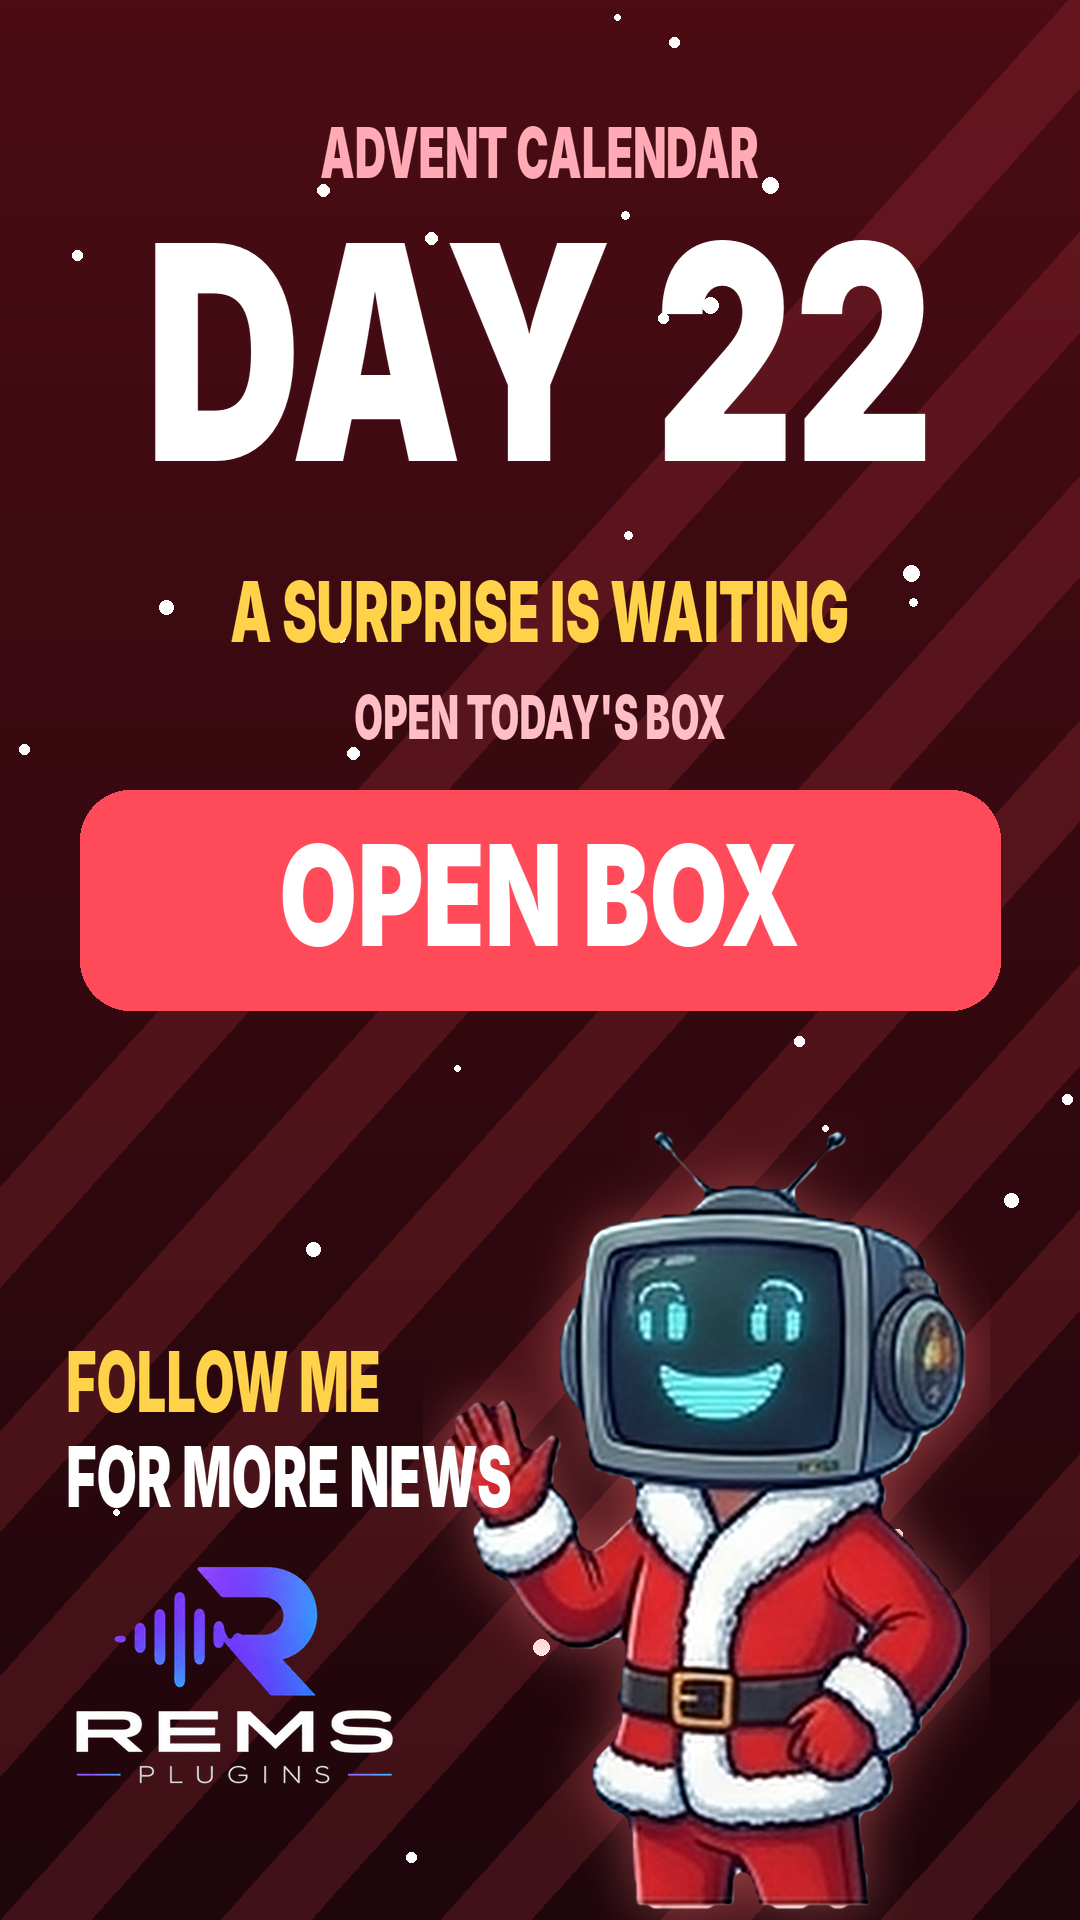 ADVENT CALENDAR
DAY 22
A SURPRISE IS WAITING
OPEN TODAY'S BOX
OPEN BOX
FOLLOW ME
FOR MORE NEWS
REMS
PLUGINS